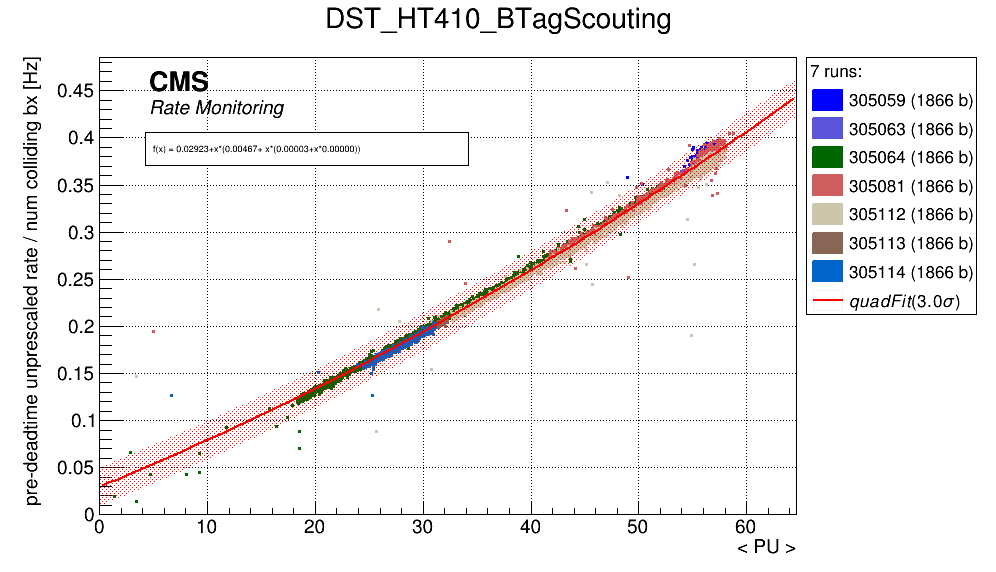 DST_HT410_BTagScouting
pre-deadtime unprescaled rate / num colliding bx [Hz]
CMS
Rate Monitoring
f(x) = 0.02923+x*(0.00467+ x*(0.00003+x*0.00000))
0.45
0.4
0.35
0.3
0.25
0.2
0.15
0.1
0.05
0
0 10 20 30 40 50 60
< PU >
7 runs:
305059 (1866 b)
305063 (1866 b)
305064 (1866 b)
305081 (1866 b)
305112 (1866 b)
305113 (1866 b)
305114 (1866 b)
quadFit(3.0σ)